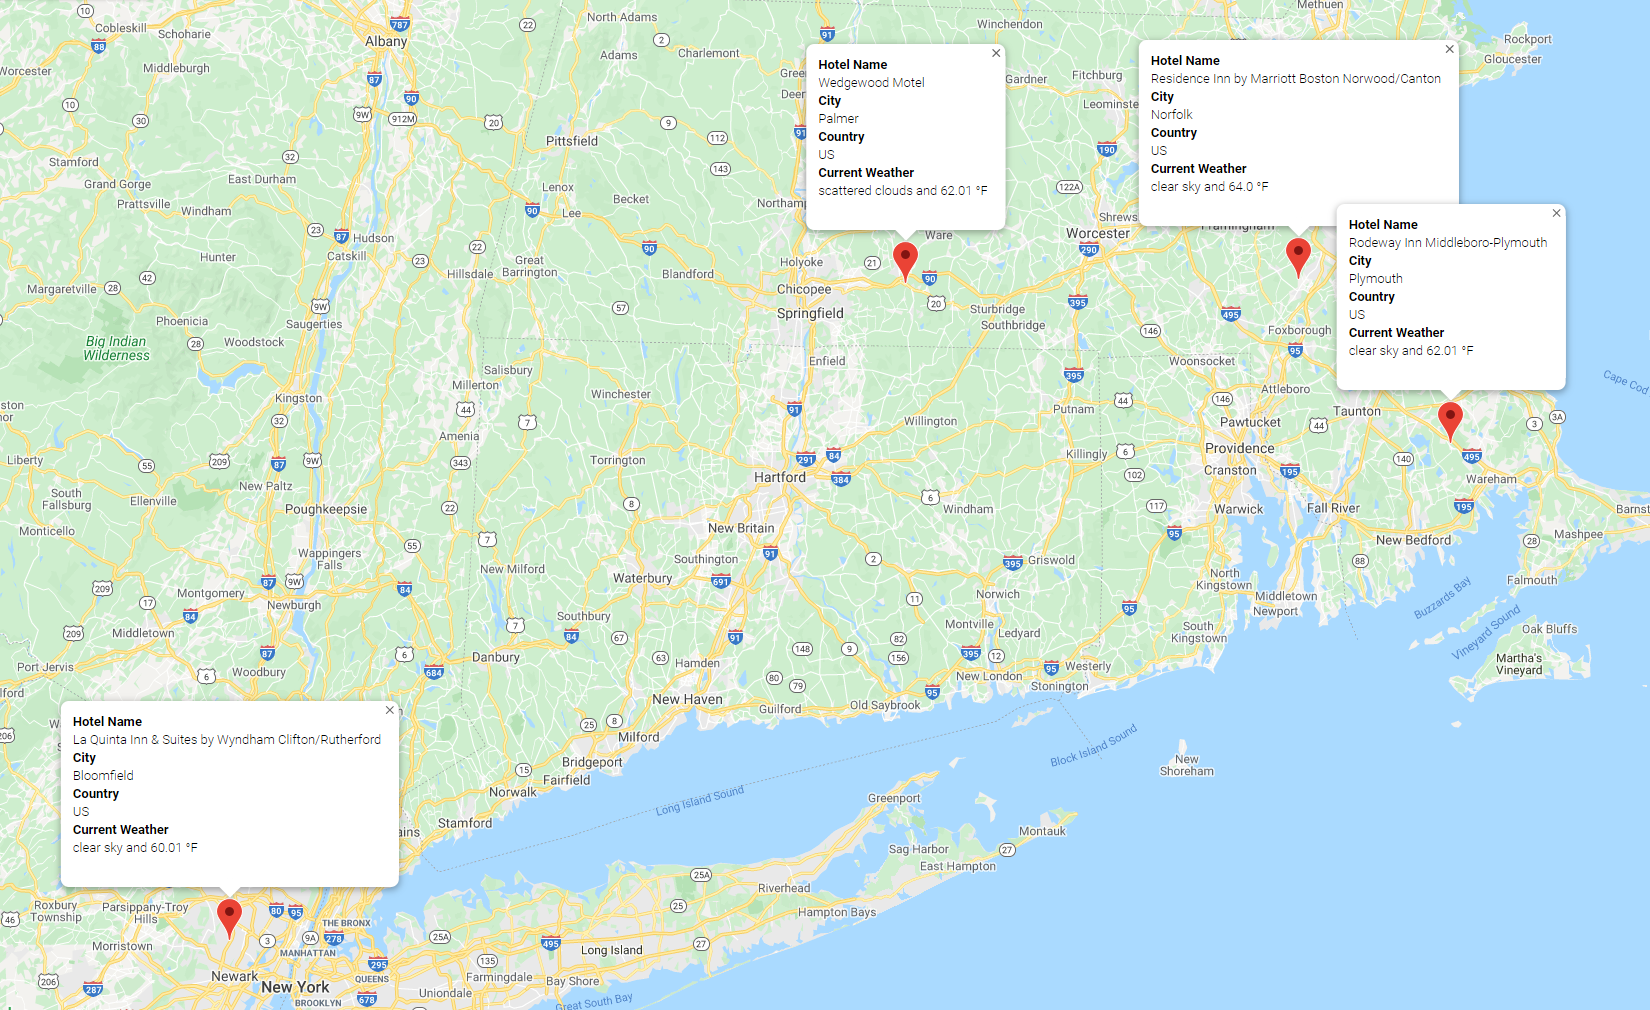 Hotel Name
Wedgewood Motel
City
Palmer
Country
US
Current Weather
scattered clouds and 62.01 °F
Hotel Name
Residence Inn by Marriott Boston Norwood/Canton
City
Norfolk
Country
US
Current Weather
clear sky and 64.0 °F
Hotel Name
Rodeway Inn Middleboro-Plymouth
City
Plymouth
Country
US
Current Weather
clear sky and 62.01 °F
Hotel Name
La Quinta Inn & Suites by Wyndham Clifton/Rutherford
City
Bloomfield
Country
US
Current Weather
clear sky and 60.01 °F
Cobleskill
Schoharie
Albany
North Adams
Winchendon
Methuen
Rockport
Gloucester
Worcester
Middleburgh
Adams
Charlemont
Gardner
Fitchburg
Pittsfield
Stamford
Grand Gorge
East Durham
Prattsville
Windham
Lenox
Lee
Becket
Ware
Worcester
Hunter
Hudson
Catskill
Hillsdale
Great
Barrington
Blandford
Holyoke
Chicopee
Springfield
Sturbridge
Southbridge
Foxborough
Margaretville
Phoenicia
Saugerties
Big Indian
Wilderness
Woodstock
Enfield
Woonsocket
Attleboro
Cape Cod
Salisbury
Millerton
Winchester
Kingston
Amenia
Willington
Putnam
Pawtucket
Taunton
Liberty
Torrington
Hartford
Killingly
Providence
Cranston
Wareham
South
Fallsburg
Ellenville
New Paltz
Poughkeepsie
Windham
Warwick
Fall River
Monticello
New Britain
New Bedford
Mashpee
Wappingers
Falls
Southington
New Milford
Waterbury
Griswold
North
Kingstown
Falmouth
Montgomery
Newburgh
Norwich
Middletown
Newport
Buzzards Bay
Vineyard Sound
Middletown
Southbury
Montville
Ledyard
South
Kingstown
Oak Bluffs
Martha's
Vineyard
Port Jervis
Woodbury
Danbury
Hamden
New London
Westerly
Stonington
New Haven
Guilford
Old Saybrook
Milford
Bridgeport
Fairfield
Norwalk
Stamford
Long Island Sound
Block Island Sound
New
Shoreham
Greenport
Montauk
Sag Harbor
East Hampton
Riverhead
Hampton Bays
Roxbury
Township
Parsippany-Troy
Hills
Morristown
THE BRONX
MANHATTAN
Newark
New York
QUEENS
BROOKLYN
Long Island
Farmingdale
Bay Shore
Uniondale
Great South Bay